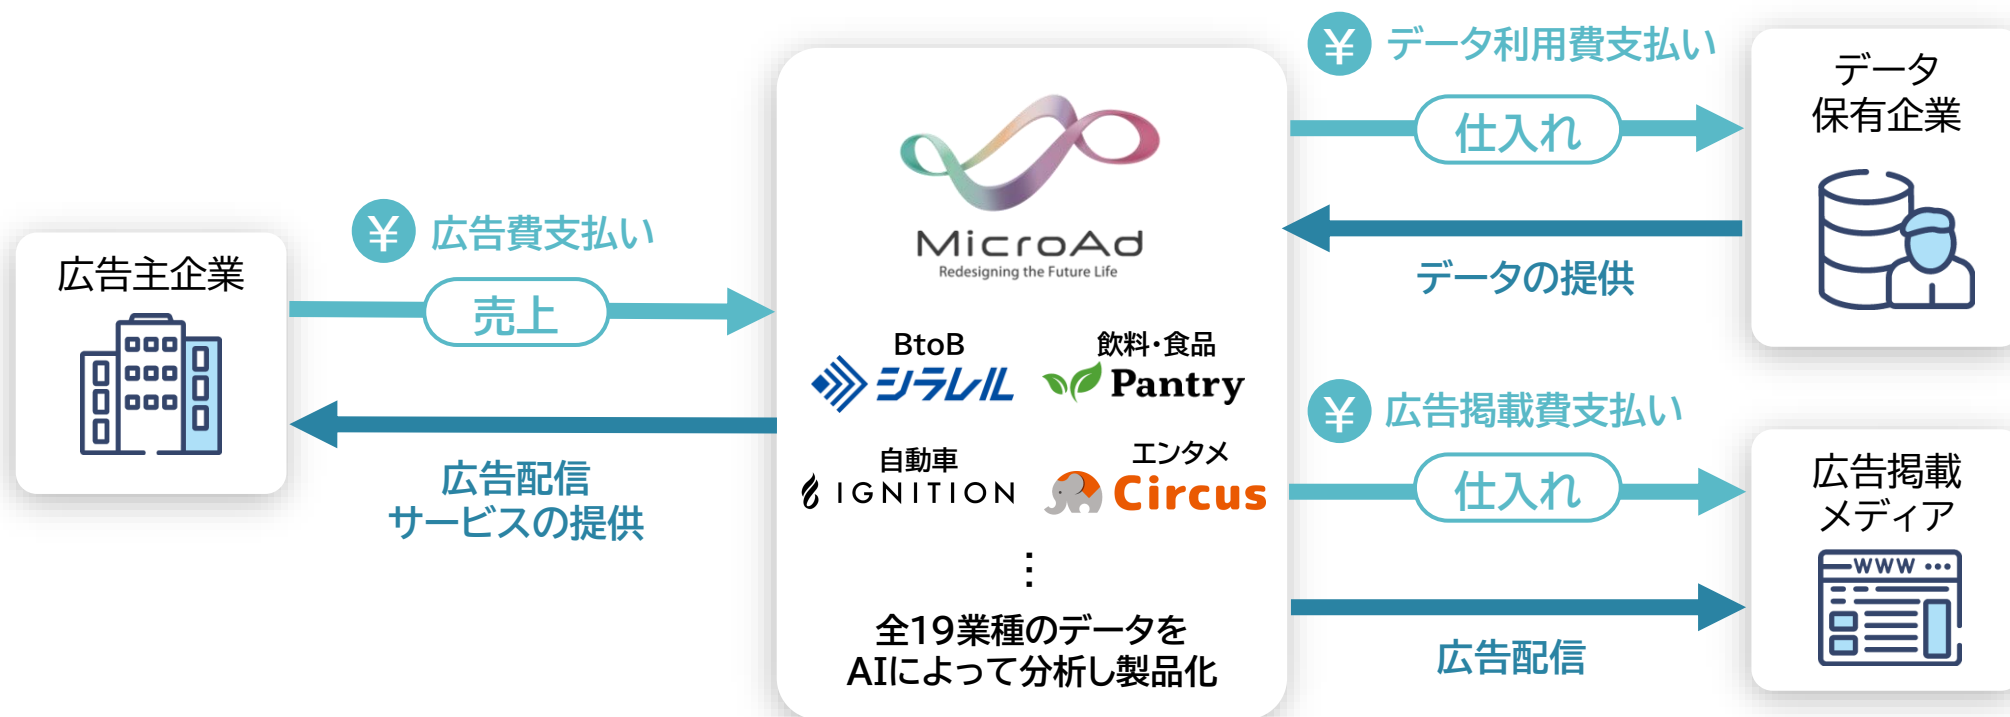 広告主企業
¥ 広告費支払い
売上
広告配信
サービスの提供
MicroAd
Redesigning the Future Life
BtoB
シラレル
飲料・食品
Pantry
自動車
IGNITION
エンタメ
Circus
⋮
全19業種のデータを
AIによって分析し製品化
¥ データ利用費支払い
仕入れ
データの提供
¥ 広告掲載費支払い
仕入れ
広告配信
データ
保有企業
広告掲載
メディア
WWW